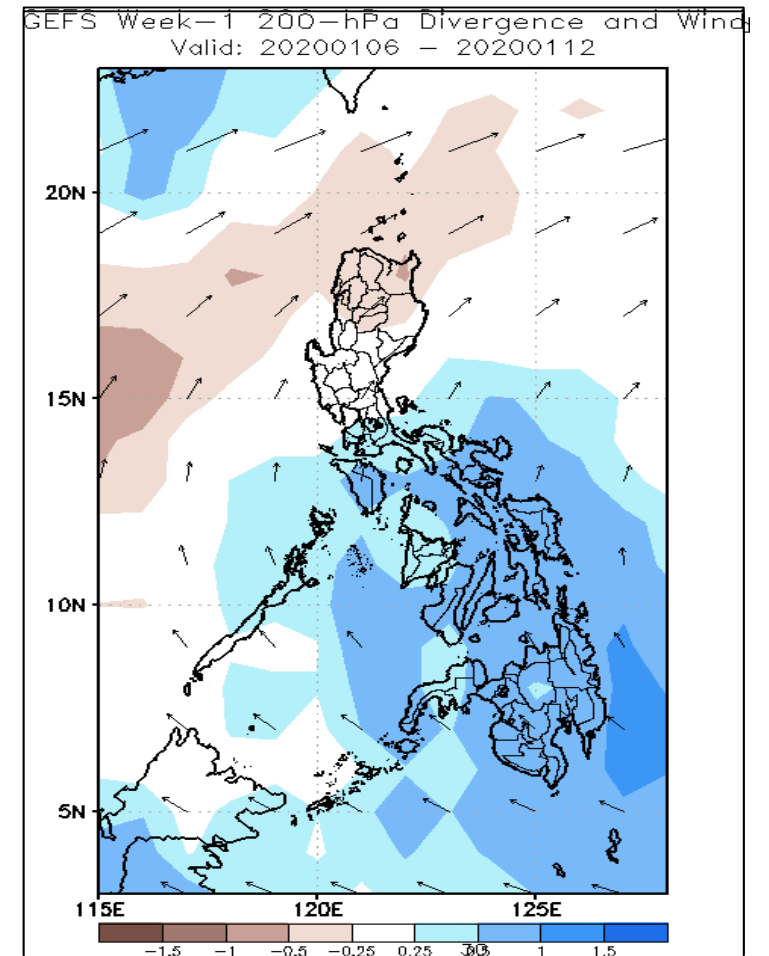 GEFS Week-1 200-hPa Divergence and Wind
Valid: 20200106 - 20200112
20N
15N
10N
5N
115E 120E 125E
-1.5 -1 -0.5 -0.25 0.25 1 1.5